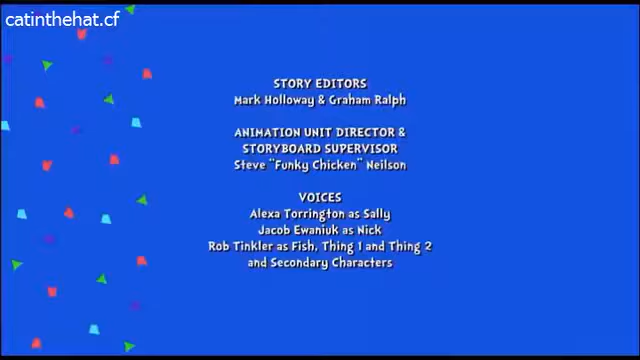 catinthehat.cf
STORY EDITORS
Mark Holloway & Graham Ralph
ANIMATION UNIT DIRECTOR &
STORYBOARD SUPERVISOR
Steve "Funky Chicken" Neilson
VOICES
Alexa Torrington as Sally
Jacob Ewaniuk as Nick
Rob Tinkler as Fish, Thing 1 and Thing 2
and Secondary Characters